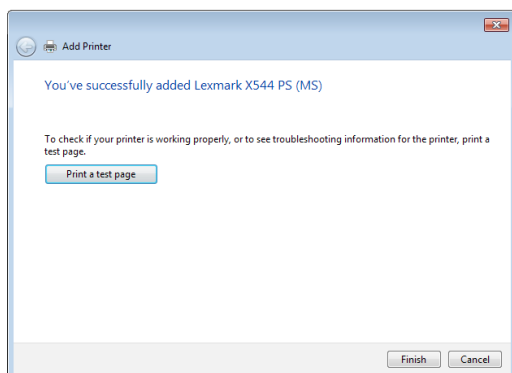 Add Printer
You've successfully added Lexmark X544 PS (MS)
To check if your printer is working properly, or to see troubleshooting information for the printer, print a
test page.
Print a test page
Finish Cancel